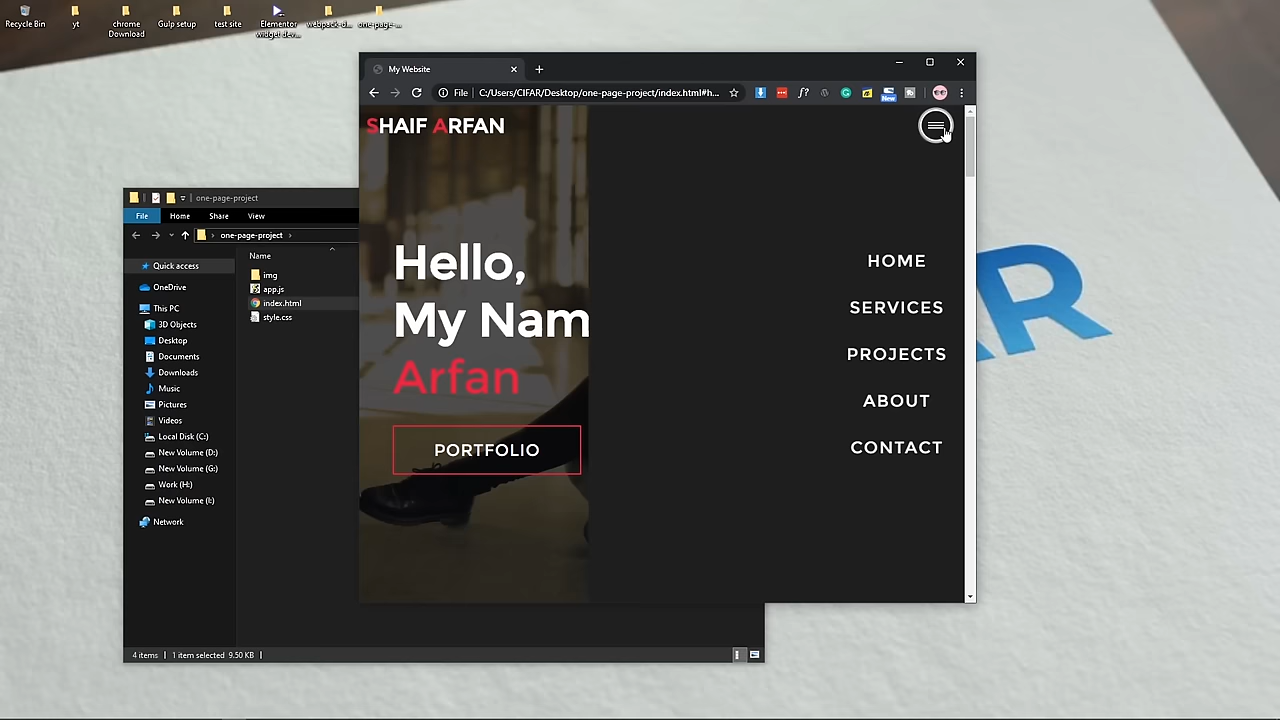 Recycle Bin
yt
chrome Download
Gulp setup
test site
Elementor widget dev...
webpack-d...
one-page-...
My Website
File
C:/Users/CIFAR/Desktop/one-page-project/index.html#h...
New
SHAIF ARFAN
Hello,
My Nam
Arfan
PORTFOLIO
HOME
SERVICES
PROJECTS
ABOUT
CONTACT
one-page-project
File
Home
Share
View
one-page-project
Name
Quick access
img
OneDrive
app.js
This PC
index.html
3D Objects
style.css
Desktop
Documents
Downloads
Music
Pictures
Videos
Local Disk (C:)
New Volume (D:)
New Volume (G:)
Work (H:)
New Volume (I:)
Network
4 items
1 item selected 9.50 KB
AR